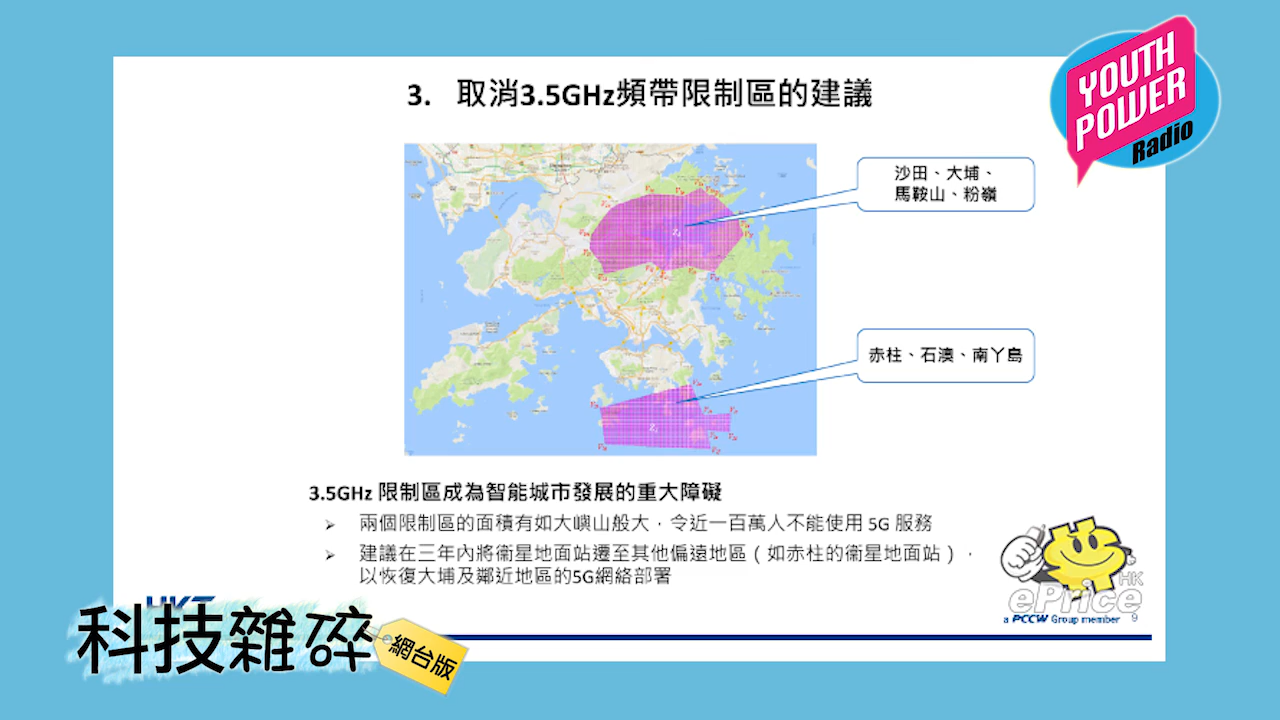 3. 取消3.5GHz頻帶限制區的建議
YOUTH
POWER
Radio
沙田、大埔、
馬鞍山、粉嶺
赤柱、石澳、南丫島
3.5GHz 限制區成為智能城市發展的重大障礙
➢ 兩個限制區的面積有如大嶼山般大，令近一百萬人不能使用 5G 服務
➢ 建議在三年內將衞星地面站遷至其他偏遠地區（如赤柱的衞星地面站），
以恢復大埔及鄰近地區的5G網絡部署
HK
ePrice
HKT
a PCCW Group member
9
科技雜碎
網台版